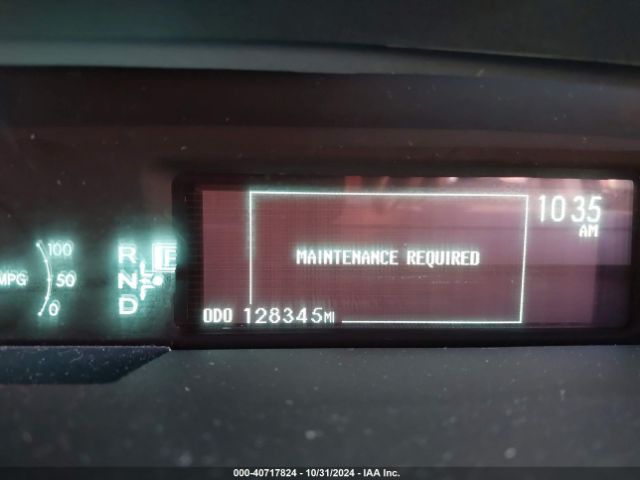 10 35
AM
MAINTENANCE REQUIRED
ODO 128345 MI
100
MPG 50
0
R
N
D
P
000-40717824 - 10/31/2024 - IAA Inc.